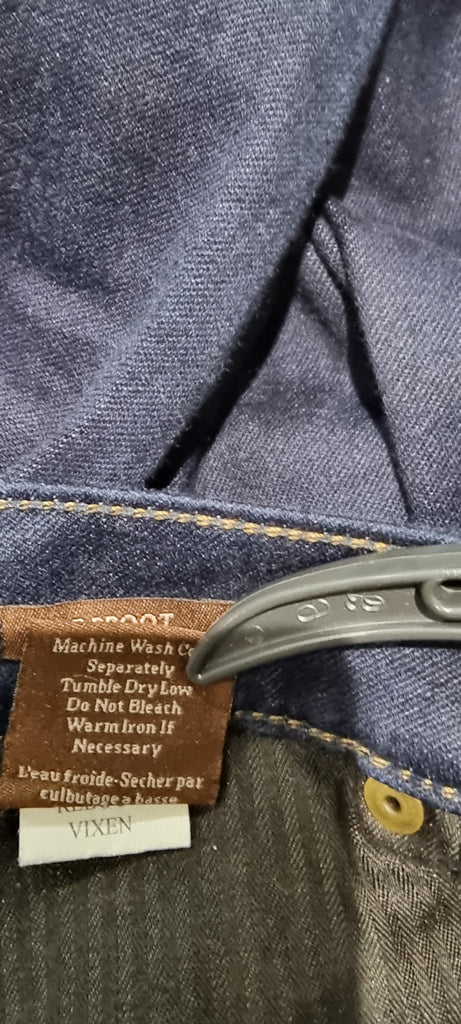 Machine Wash
Separately
Tumble Dry Low
Do Not Bleach
Warm Iron If
Necessary
L'eau froide-Secher par
culbutage a basse
VIXEN